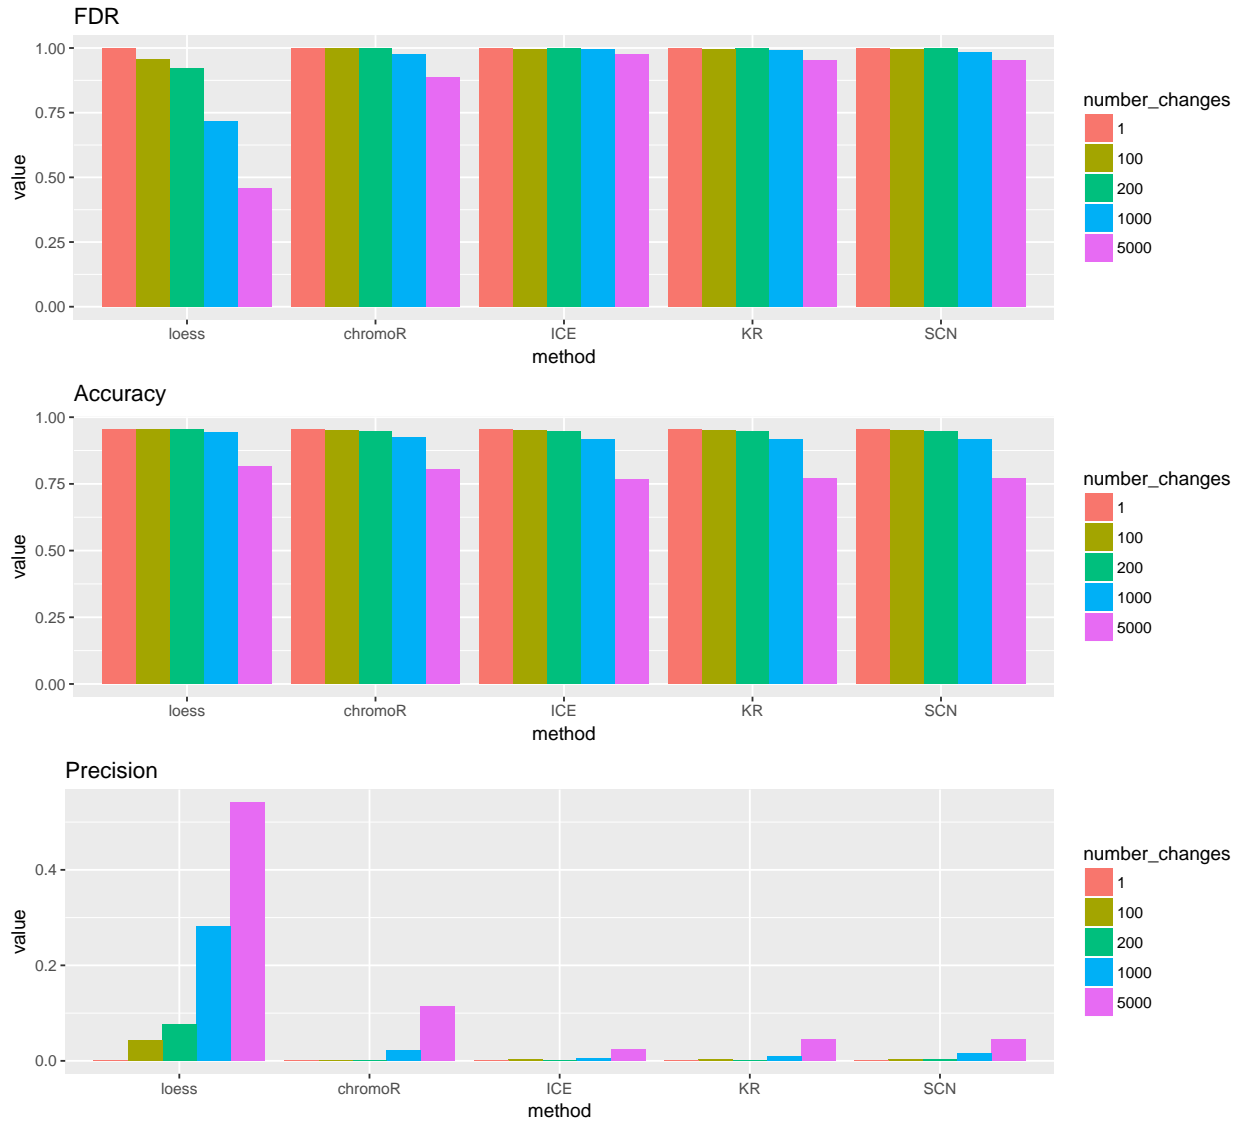 FDR
1.00
0.75
0.50
0.25
0.00
value
loess chromoR ICE KR SCN
method
number_changes
1
100
200
1000
5000
Accuracy
1.00
0.75
0.50
0.25
0.00
value
loess chromoR ICE KR SCN
method
number_changes
1
100
200
1000
5000
Precision
0.4
0.2
0.0
value
loess chromoR ICE KR SCN
method
number_changes
1
100
200
1000
5000